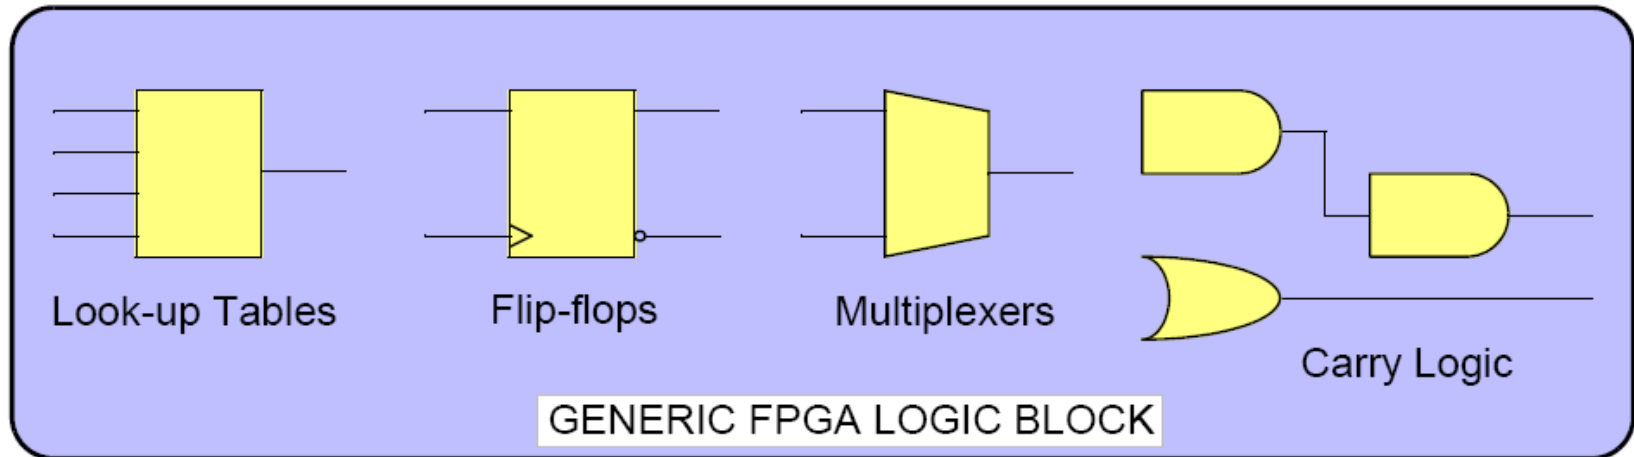 Look-up Tables
Flip-flops
Multiplexers
Carry Logic
GENERIC FPGA LOGIC BLOCK